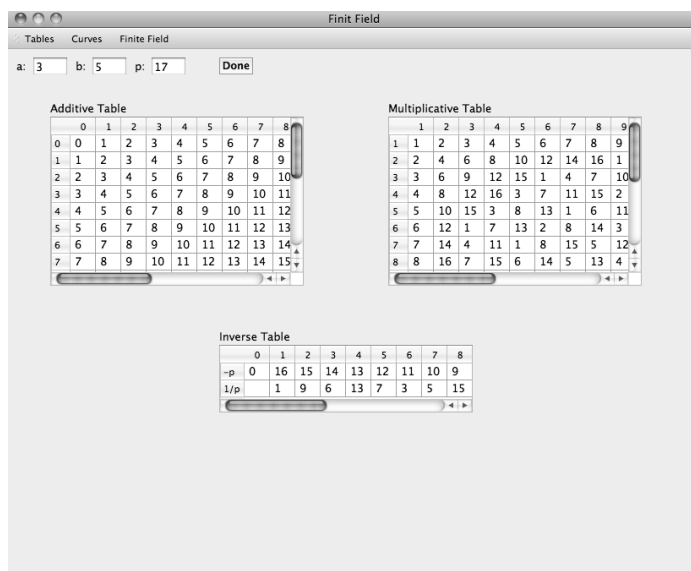 Finit Field
Tables Curves Finite Field
a: 3 b: 5 p: 17 Done
Additive Table
0 1 2 3 4 5 6 7 8
0 0 1 2 3 4 5 6 7 8
1 1 2 3 4 5 6 7 8 9
2 2 3 4 5 6 7 8 9 10
3 3 4 5 6 7 8 9 10 11
4 4 5 6 7 8 9 10 11 12
5 5 6 7 8 9 10 11 12 13
6 6 7 8 9 10 11 12 13 14
7 7 8 9 10 11 12 13 14 15
Multiplicative Table
1 2 3 4 5 6 7 8 9
1 1 2 3 4 5 6 7 8 9
2 2 4 6 8 10 12 14 16 1
3 3 6 9 12 15 1 4 7 10
4 4 8 12 16 3 7 11 15 2
5 5 10 15 3 8 13 1 6 11
6 6 12 1 7 13 2 8 14 3
7 7 14 4 11 1 8 15 5 12
8 8 16 7 15 6 14 5 13 4
Inverse Table
0 1 2 3 4 5 6 7 8
-p 0 16 15 14 13 12 11 10 9
1/p 1 9 6 13 7 3 5 15